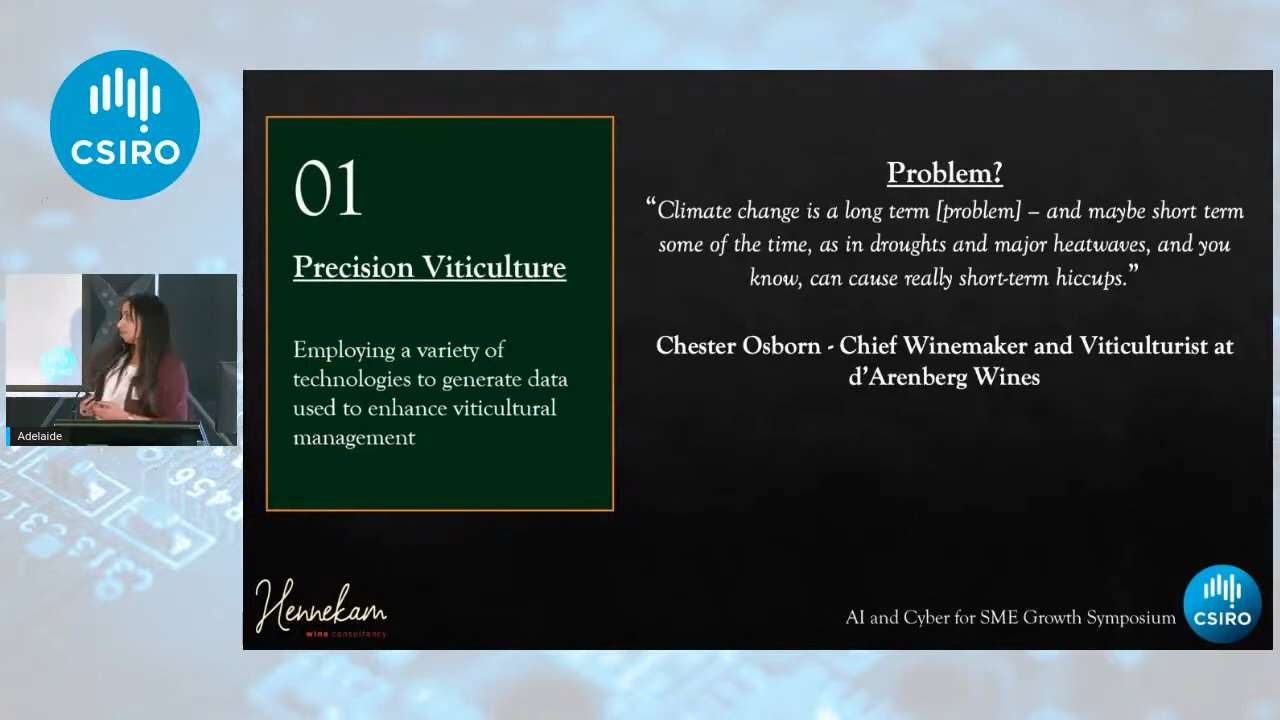 CSIRO
Adelaide
01
Precision Viticulture
Employing a variety of
technologies to generate data
used to enhance viticultural
management
Problem?
“Climate change is a long term [problem] – and maybe short term
some of the time, as in droughts and major heatwaves, and you
know, can cause really short-term hiccups.”
Chester Osborn - Chief Winemaker and Viticulturist at
d’Arenberg Wines
Hennekam
wine consultancy
AI and Cyber for SME Growth Symposium
CSIRO